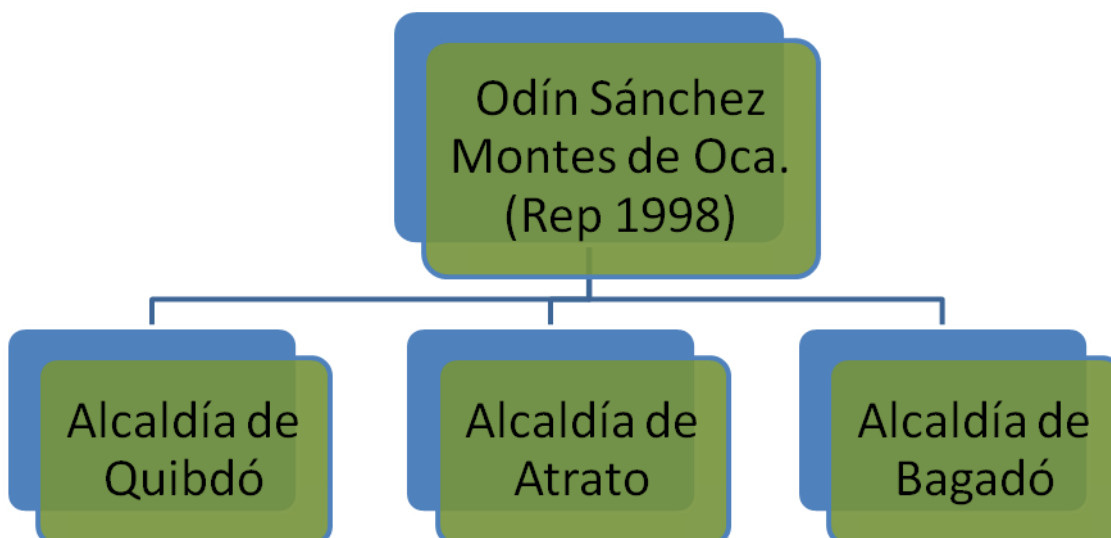 Odín Sánchez
Montes de Oca.
(Rep 1998)
Alcaldía de
Quibdó
Alcaldía de
Atrato
Alcaldía de
Bagadó